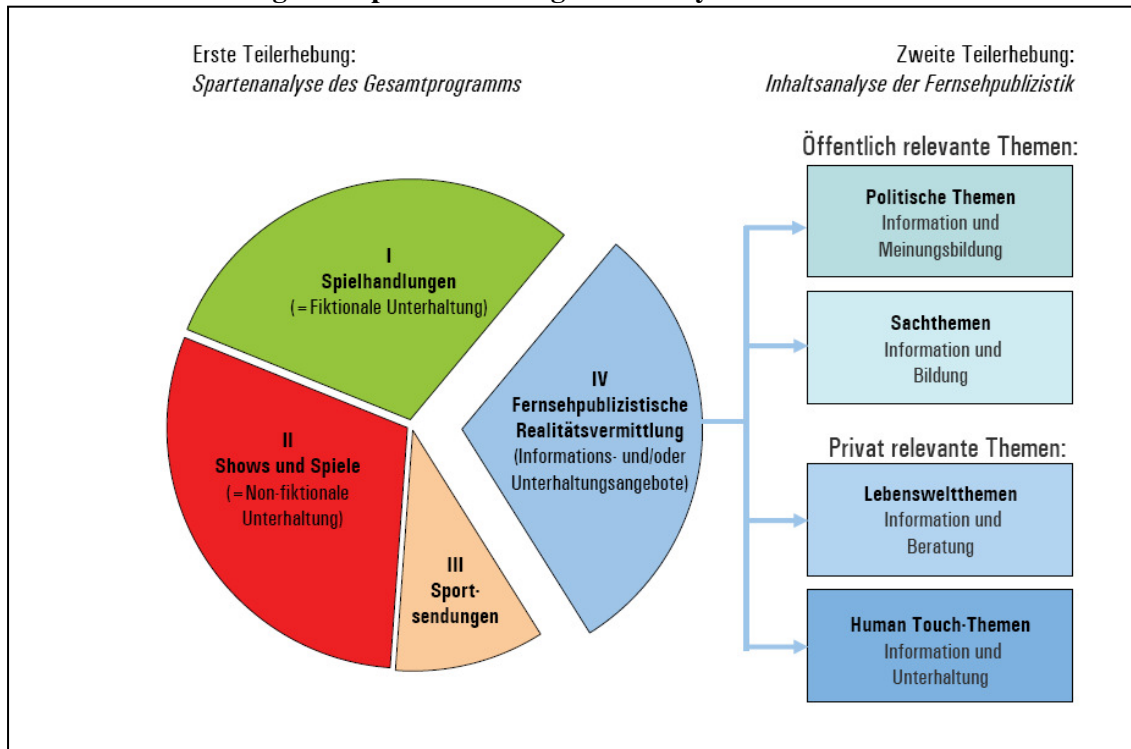 Erste Teilerhebung:
Spartenanalyse des Gesamtprogramms
Zweite Teilerhebung:
Inhaltsanalyse der Fernsehpublizistik
I
Spielhandlungen
(=Fiktionale Unterhaltung)
II
Shows und Spiele
(=Non-fiktionale
Unterhaltung)
III
Sport-
sendungen
IV
Fernsehpublizistische
Realitätsvermittlung
(Informations- und/oder
Unterhaltungsangebote)
Öffentlich relevante Themen:
Politische Themen
Information und
Meinungsbildung
Sachthemen
Information und
Bildung
Privat relevante Themen:
Lebensweltthemen
Information und
Beratung
Human Touch-Themen
Information und
Unterhaltung